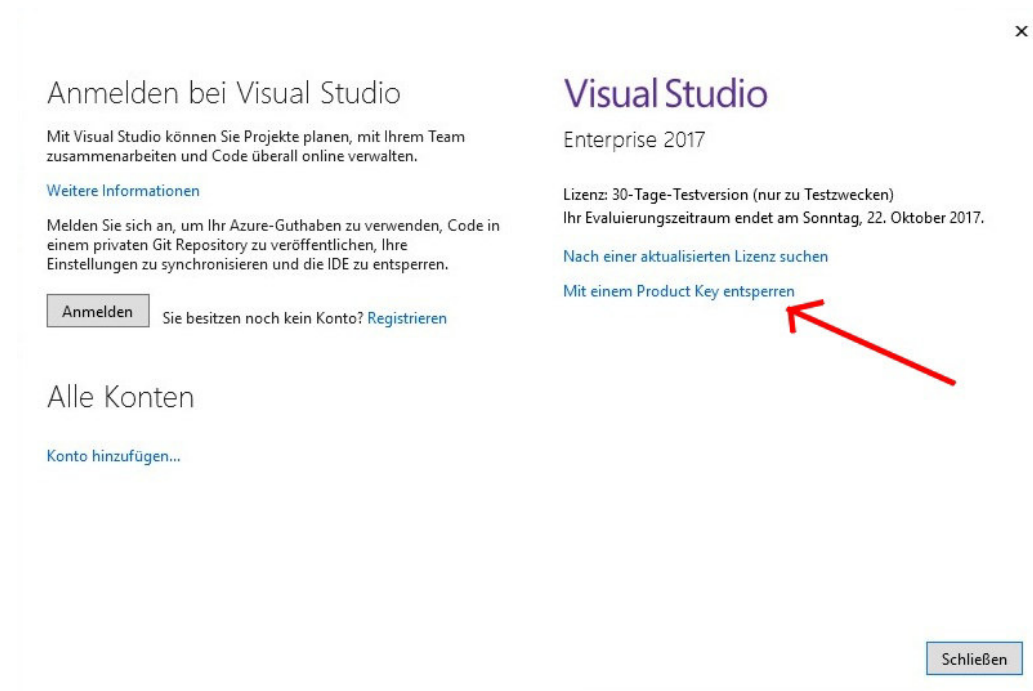 Anmelden bei Visual Studio
Mit Visual Studio können Sie Projekte planen, mit Ihrem Team
zusammenarbeiten und Code überall online verwalten.
Weitere Informationen
Melden Sie sich an, um Ihr Azure-Guthaben zu verwenden, Code in
einem privaten Git Repository zu veröffentlichen, Ihre
Einstellungen zu synchronisieren und die IDE zu entsperren.
Anmelden
Sie besitzen noch kein Konto? Registrieren
Alle Konten
Konto hinzufügen...
Visual Studio
Enterprise 2017
Lizenz: 30-Tage-Testversion (nur zu Testzwecken)
Ihr Evaluierungszeitraum endet am Sonntag, 22. Oktober 2017.
Nach einer aktualisierten Lizenz suchen
Mit einem Product Key entsperren
Schließen